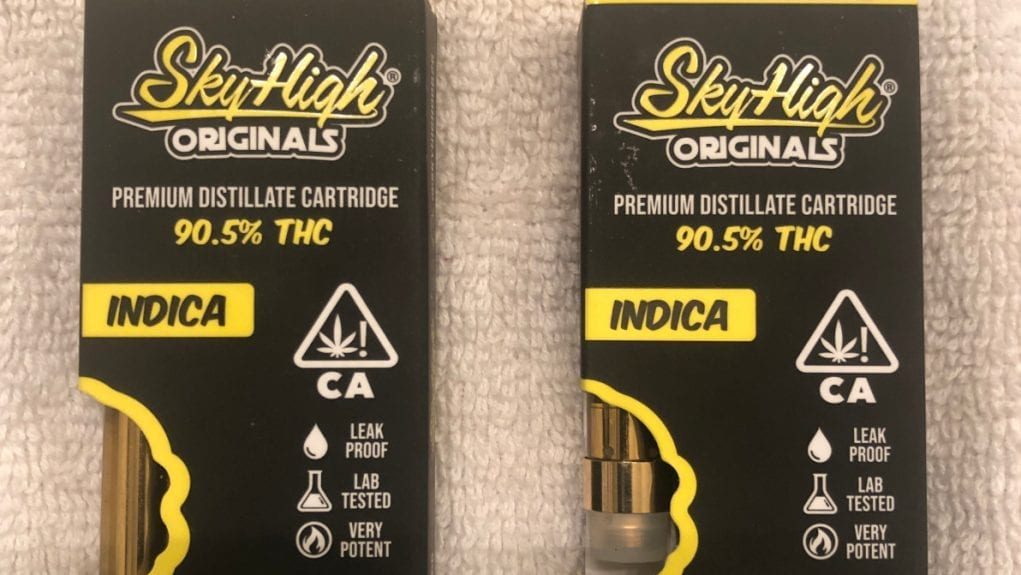 SkyHigh®
ORIGINALS
PREMIUM DISTILLATE CARTRIDGE
90.5% THC
INDICA
CA
LEAK
PROOF
LAB
TESTED
VERY
POTENT
SkyHigh®
ORIGINALS
PREMIUM DISTILLATE CARTRIDGE
90.5% THC
INDICA
CA
LEAK
PROOF
LAB
TESTED
VERY
POTENT